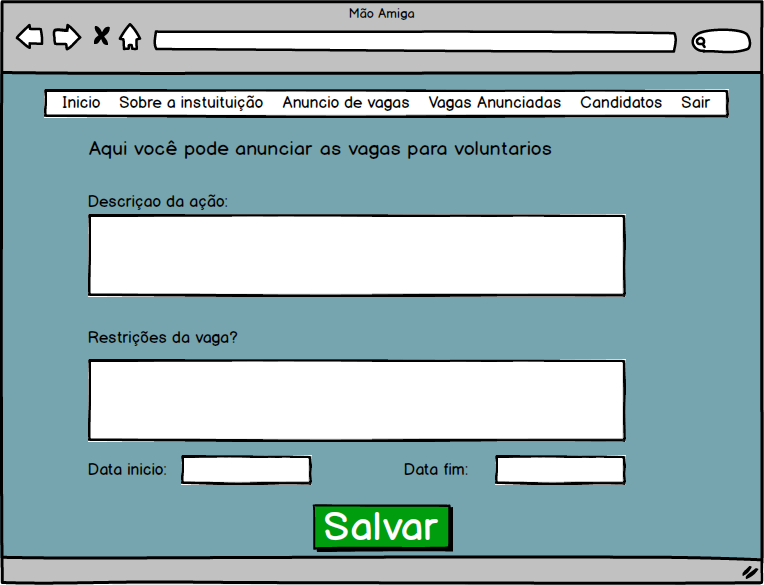 Mão Amiga
Inicio Sobre a instuituição Anuncio de vagas Vagas Anunciadas Candidatos Sair
Aqui você pode anunciar as vagas para voluntarios
Descriçao da ação:
Restrições da vaga?
Data inicio: Data fim:
Salvar